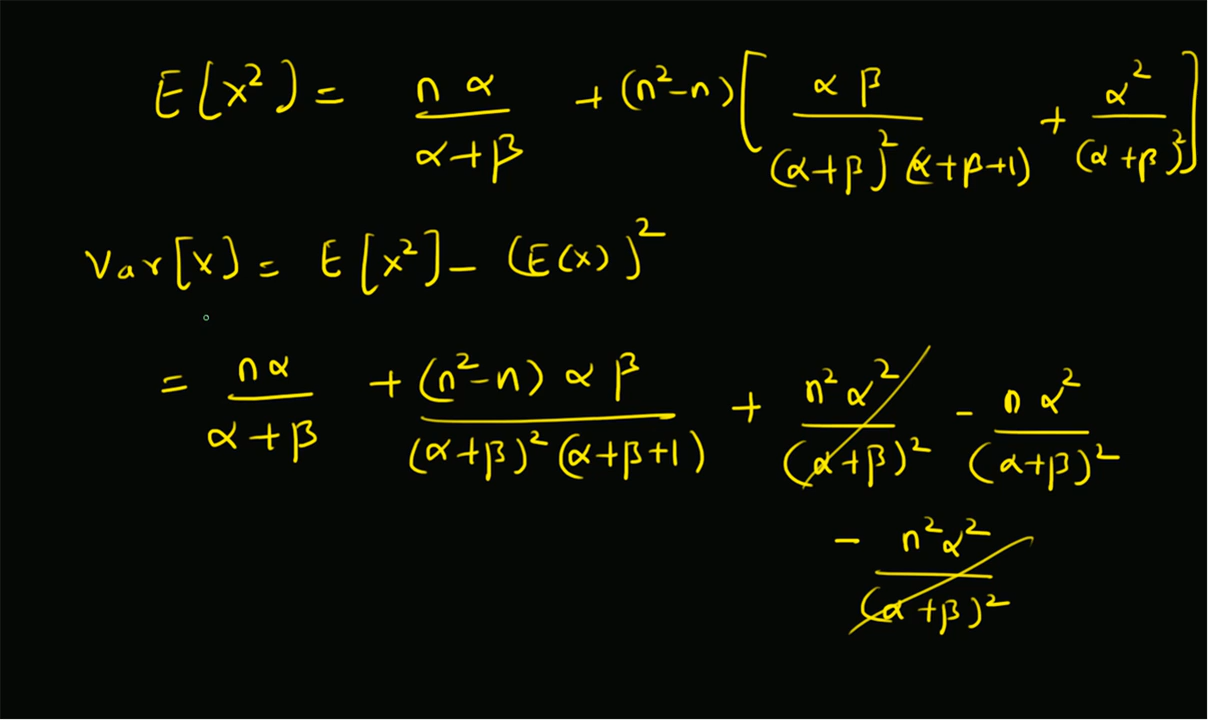 E[x²) = nα/(α+β) + (n²-n)[αβ/((α+β)²(α+β+1)) + α²/(α+β)²]
Var[x] = E[x²] - (E(x))²
= nα/(α+β) + (n²-n)αβ/((α+β)²(α+β+1)) + n²α²/(α+β)² - nα²/(α+β)²
- n²α²/(α+β)²